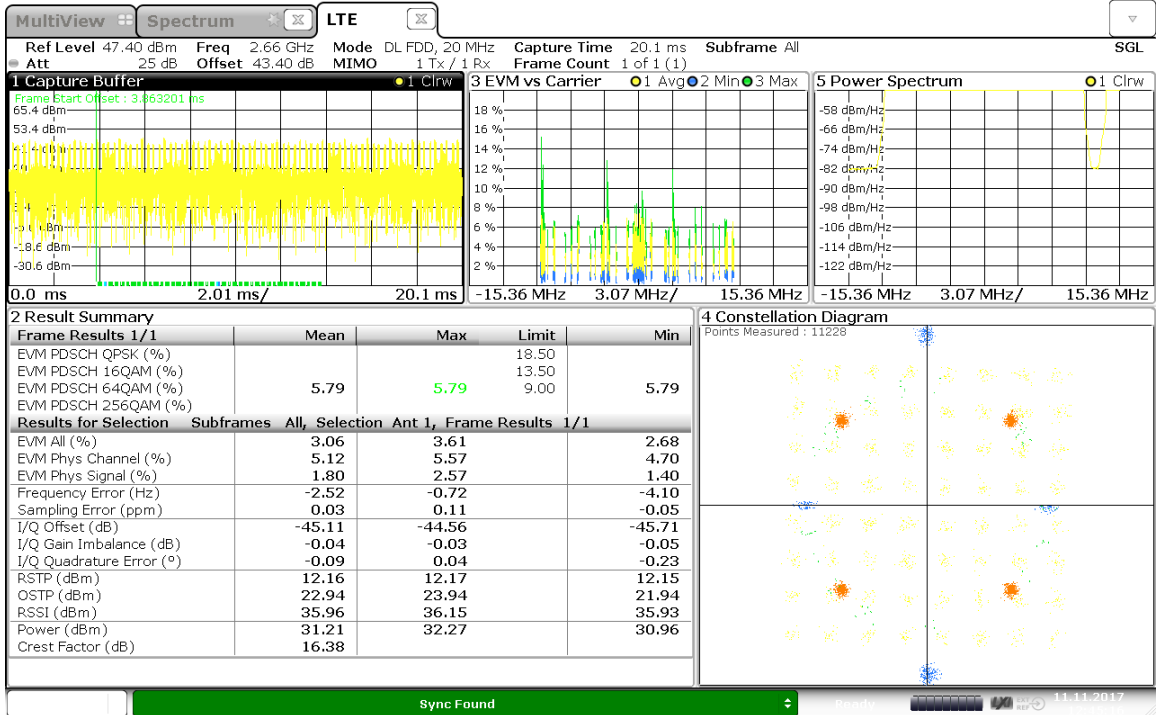 MultiView Spectrum LTE
Ref Level 47.40 dBm Freq 2.66 GHz Mode DL FDD, 20 MHz Capture Time 20.1 ms Subframe All SGL
Att 25 dB Offset 43.40 dB MIMO 1 Tx / 1 Rx Frame Count 1 of 1 (1)
1 Capture Buffer 1 Clrw
Frame Start Offset : 3.863201 ms
65.4 dBm
53.4 dBm
-18.6 dBm
-30.6 dBm
0.0 ms 2.01 ms/ 20.1 ms
3 EVM vs Carrier 1 Avg 2 Min 3 Max
18 %
16 %
14 %
12 %
10 %
8 %
6 %
4 %
2 %
-15.36 MHz 3.07 MHz/ 15.36 MHz
5 Power Spectrum 1 Clrw
-58 dBm/Hz
-66 dBm/Hz
-74 dBm/Hz
-82 dBm/Hz
-90 dBm/Hz
-98 dBm/Hz
-106 dBm/Hz
-114 dBm/Hz
-122 dBm/Hz
-15.36 MHz 3.07 MHz/ 15.36 MHz
2 Result Summary
Frame Results 1/1 Mean Max Limit Min
EVM PDSCH QPSK (%) 18.50
EVM PDSCH 16QAM (%) 13.50
EVM PDSCH 64QAM (%) 5.79 5.79 9.00 5.79
EVM PDSCH 256QAM (%)
Results for Selection Subframes All, Selection Ant 1, Frame Results 1/1
EVM All (%) 3.06 3.61 2.68
EVM Phys Channel (%) 5.12 5.57 4.70
EVM Phys Signal (%) 1.80 2.57 1.40
Frequency Error (Hz) -2.52 -0.72 -4.10
Sampling Error (ppm) 0.03 0.11 -0.05
I/Q Offset (dB) -45.11 -44.56 -45.71
I/Q Gain Imbalance (dB) -0.04 -0.03 -0.05
I/Q Quadrature Error (°) -0.09 0.04 -0.23
RSTP (dBm) 12.16 12.17 12.15
OSTP (dBm) 22.94 23.94 21.94
RSSI (dBm) 35.96 36.15 35.93
Power (dBm) 31.21 32.27 30.96
Crest Factor (dB) 16.38
4 Constellation Diagram
Points Measured : 11228
Sync Found
Ready
LXI
EXT
REF
11.11.2017